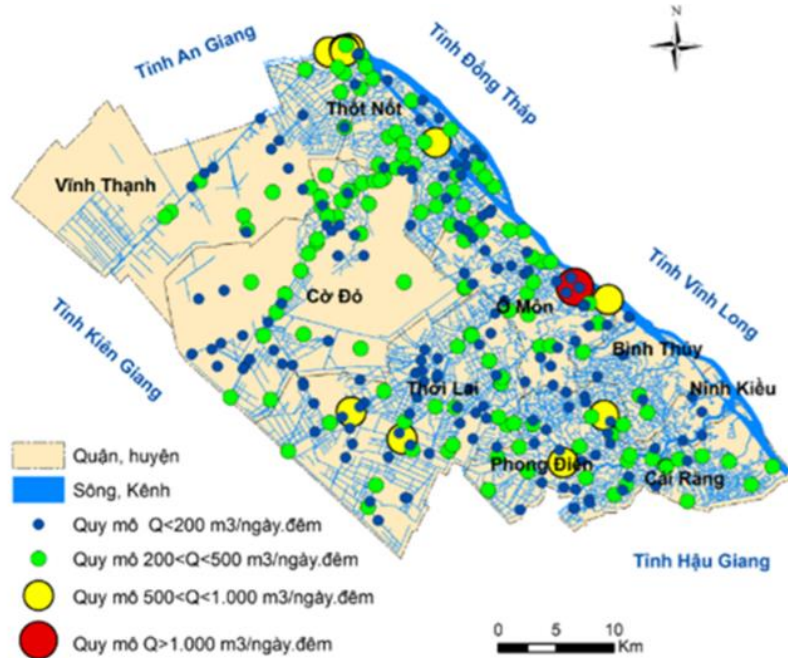 N
Tỉnh An Giang
Tỉnh Đồng Tháp
Thốt Nốt
Vĩnh Thạnh
Tỉnh Vĩnh Long
Cờ Đỏ
Ô Môn
Tỉnh Kiên Giang
Bình Thủy
Thới Lai
Ninh Kiều
Phong Điền
Cái Răng
Quận, huyện
Sông, Kênh
Quy mô Q<200 m3/ngày.đêm
Quy mô 200<Q<500 m3/ngày.đêm
Quy mô 500<Q<1.000 m3/ngày.đêm
Quy mô Q>1.000 m3/ngày.đêm
Tỉnh Hậu Giang
0 5 10
Km